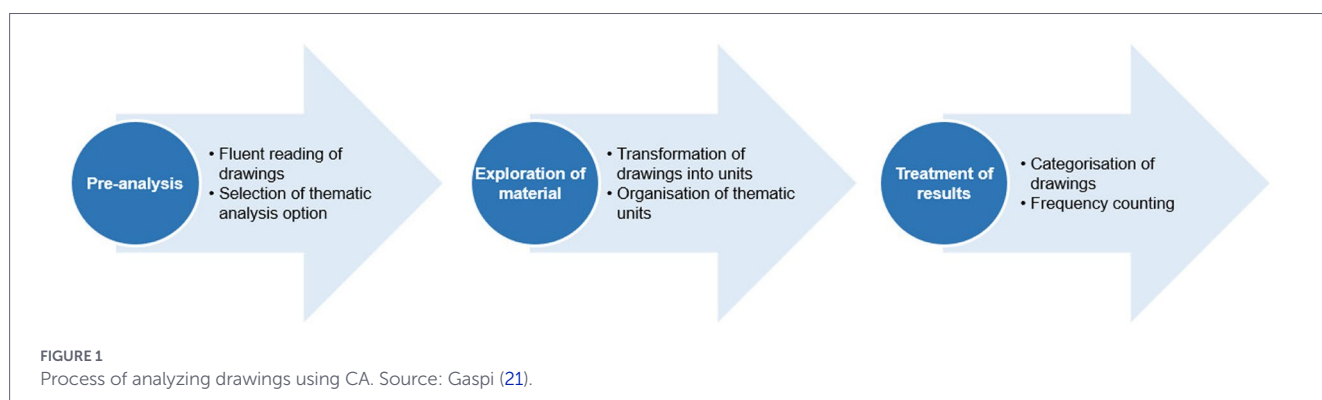 Pre-analysis
• Fluent reading of
drawings
• Selection of thematic
analysis option
Exploration of
material
• Transformation of
drawings into units
• Organisation of thematic
units
Treatment of
results
• Categorisation of
drawings
• Frequency counting
FIGURE 1
Process of analyzing drawings using CA. Source: Gaspi (21).